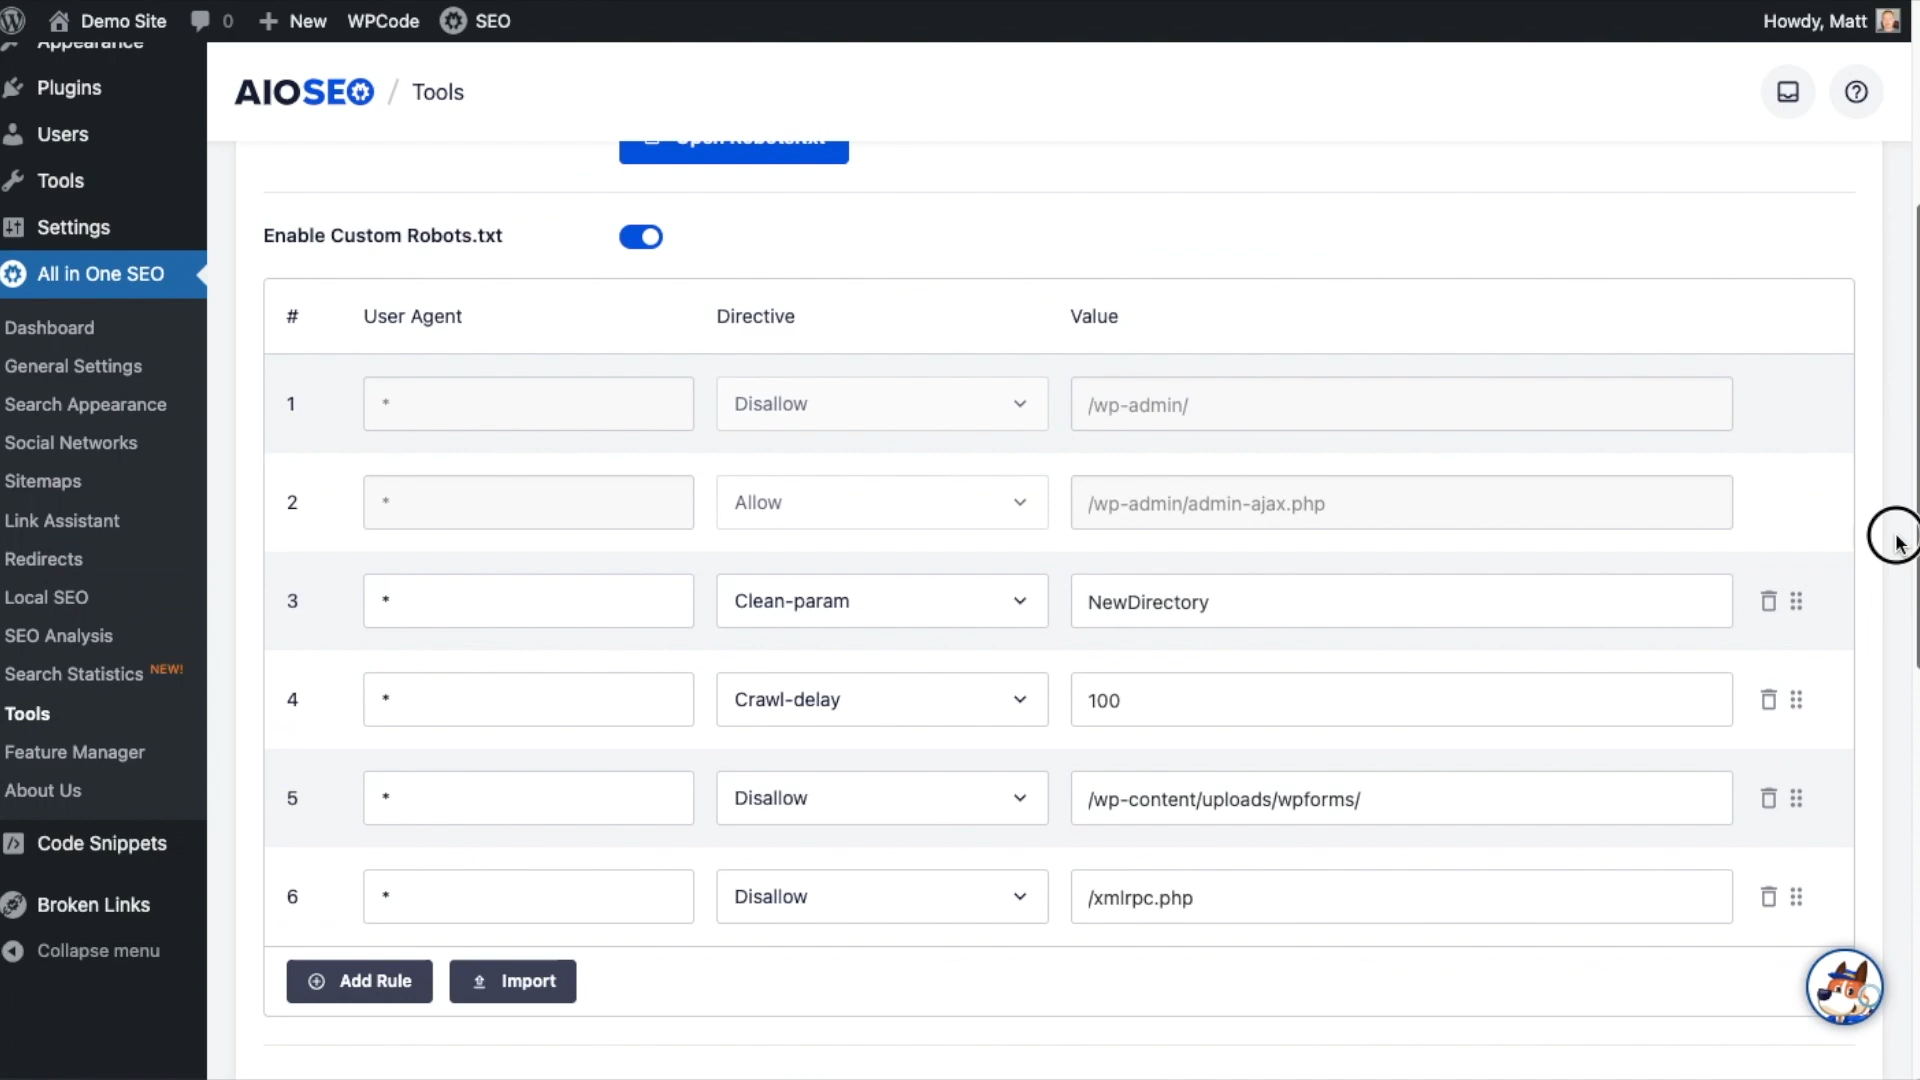 Demo Site 0 New WPCode SEO Howdy, Matt
Appearance
Plugins
Users
Tools
Settings
All in One SEO
Dashboard
General Settings
Search Appearance
Social Networks
Sitemaps
Link Assistant
Redirects
Local SEO
SEO Analysis
Search Statistics NEW!
Tools
Feature Manager
About Us
Code Snippets
Broken Links
Collapse menu
AIOSEO / Tools
Open Robots.txt
Enable Custom Robots.txt
# User Agent Directive Value
1 * Disallow /wp-admin/
2 * Allow /wp-admin/admin-ajax.php
3 * Clean-param NewDirectory
4 * Crawl-delay 100
5 * Disallow /wp-content/uploads/wpforms/
6 * Disallow /xmlrpc.php
Add Rule Import